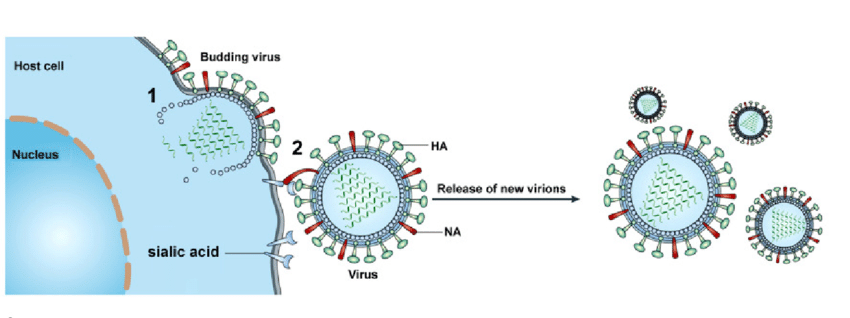 Budding virus
Host cell
1
2
HA
Nucleus
Release of new virions
NA
sialic acid
Virus